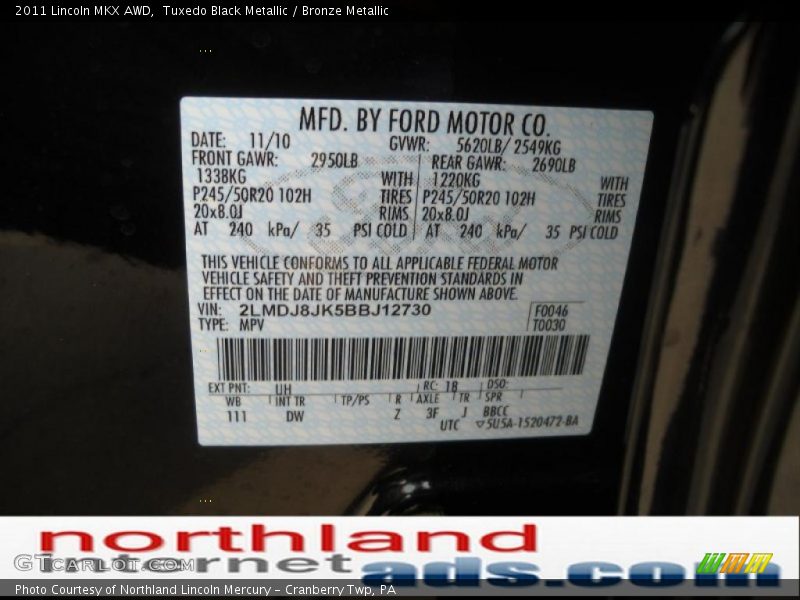 2011 Lincoln MKX AWD,  Tuxedo Black Metallic / Bronze Metallic
MFD. BY FORD MOTOR CO.
DATE: 11/10 GVWR: 5620LB/ 2549KG
FRONT GAWR: 2950LB REAR GAWR: 2690LB
1338KG WITH 1220KG WITH
P245/50R20 102H TIRES P245/50R20 102H TIRES
20x8.0J RIMS 20x8.0J RIMS
AT 240 kPa/ 35 PSI COLD AT 240 kPa/ 35 PSI COLD
THIS VEHICLE CONFORMS TO ALL APPLICABLE FEDERAL MOTOR
VEHICLE SAFETY AND THEFT PREVENTION STANDARDS IN
EFFECT ON THE DATE OF MANUFACTURE SHOWN ABOVE.
VIN: 2LMDJ8JK5BBJ12730 F0046
TYPE: MPV T0030
EXT PNT: UH RC: 18 DSO:
WB INT TR TP/PS R AXLE TR SPR
111 DW Z 3F J BBCC
UTC 5U5A-1520472-BA
northland
internet
ads.com
GTCARLOT.COM
Photo Courtesy of Northland Lincoln Mercury – Cranberry Twp, PA